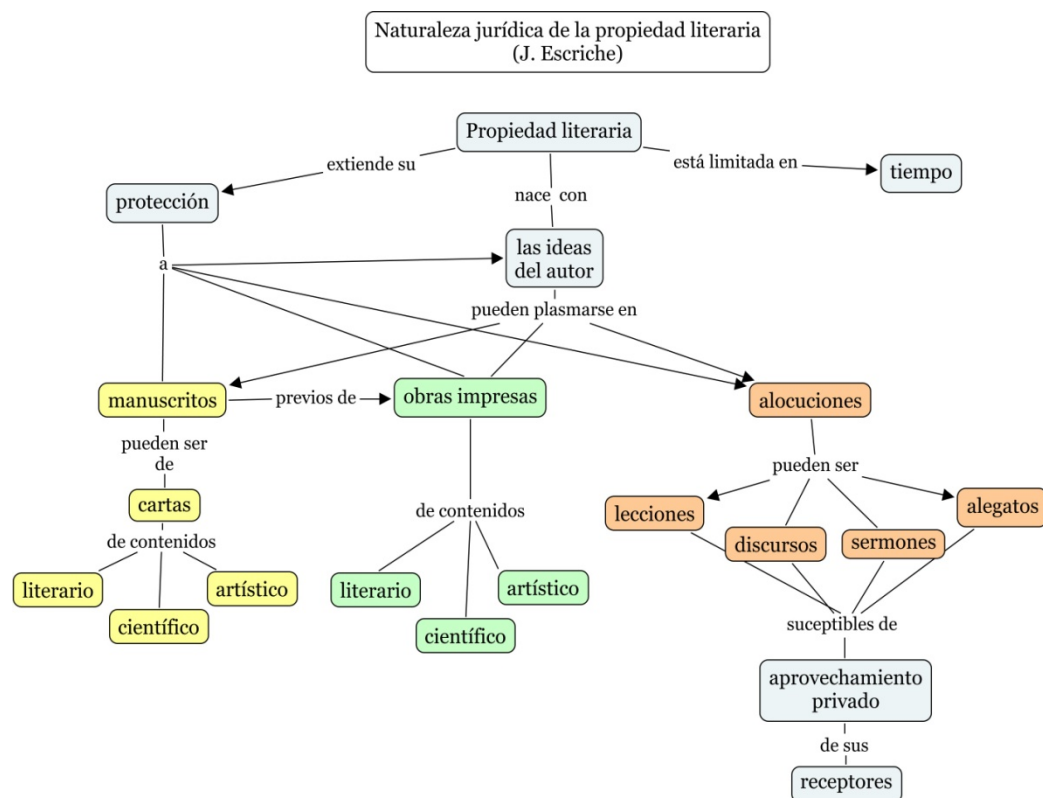 Naturaleza jurídica de la propiedad literaria
(J. Escriche)
Propiedad literaria
extiende su
está limitada en
tiempo
protección
nace con
las ideas
del autor
a
pueden plasmarse en
manuscritos
previos de
obras impresas
alocuciones
pueden ser
de
pueden ser
cartas
de contenidos
lecciones
alegatos
discursos
sermones
de contenidos
literario
artístico
científico
literario
artístico
científico
suceptibles de
aprovechamiento
privado
de sus
receptores